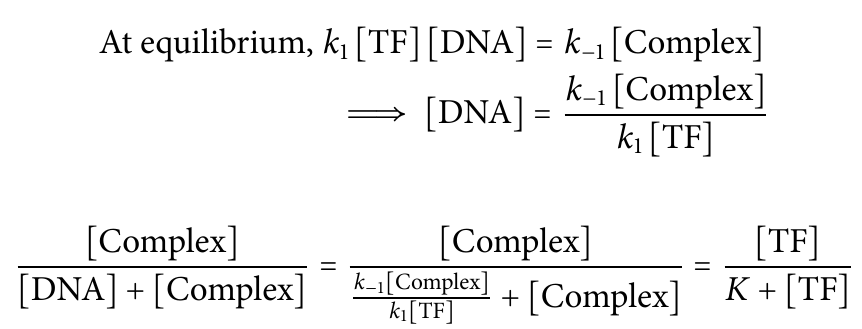 At equilibrium, k₁[TF][DNA] = k₋₁[Complex]
⟹ [DNA] = k₋₁[Complex] / k₁[TF]
[Complex] / ([DNA] + [Complex]) = [Complex] / (k₋₁[Complex] / k₁[TF] + [Complex]) = [TF] / (K + [TF])